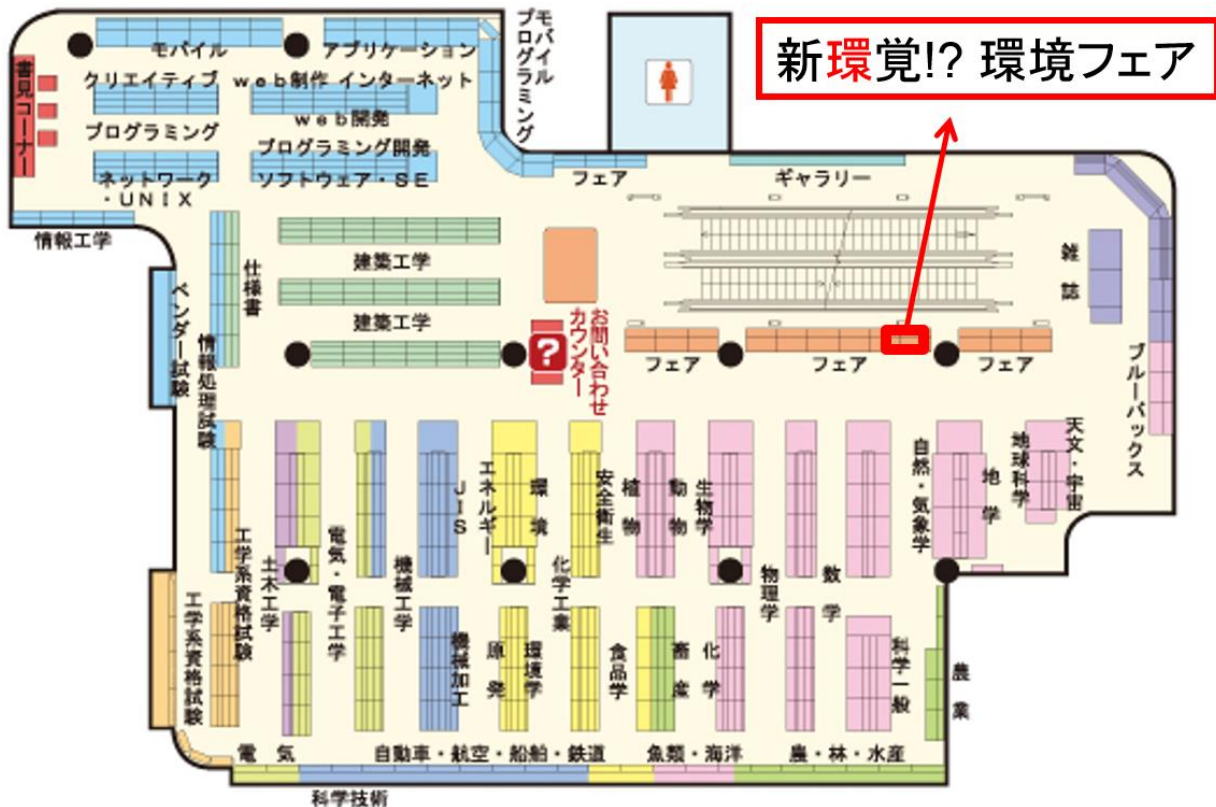 新環覚!? 環境フェア
モバイル
アプリケーション
モバイル
プログラミング
書見コーナー
クリエイティブ
web制作 インターネット
web開発
プログラミング
プログラミング開発
ネットワーク
・UNIX
ソフトウェア・SE
フェア
ギャラリー
情報工学
仕様書
建築工学
建築工学
雑誌
ベンダー試験
情報処理試験
お問い合わせ
カウンター
?
フェア
フェア
フェア
ブルーバックス
工学系資格試験
土木工学
電気・電子工学
機械工学
JIS
エネルギー
環境
化学工業
安全衛生
植物
動物
生物学
物理学
数学
自然・気象学
地学
地球科学
天文・宇宙
工学系資格試験
機械加工
原発
環境学
食品学
畜産
化学
科学一般
農業
電気
自動車・航空・船舶・鉄道
魚類・海洋
農・林・水産
科学技術